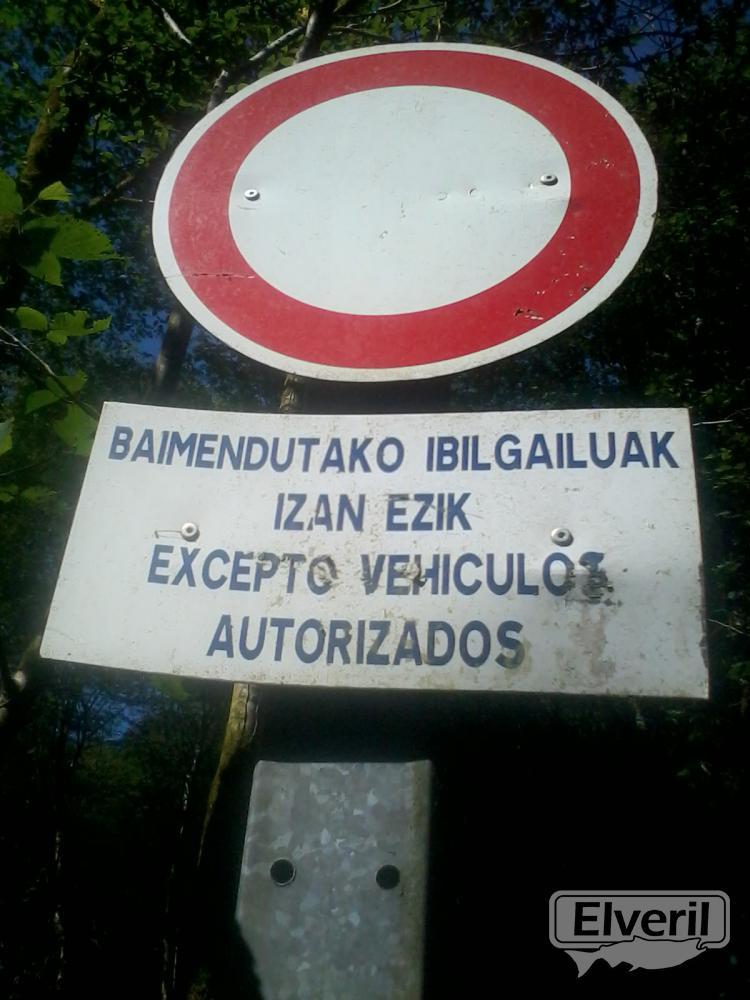 BAIMENDUTAKO IBILGAILUAK
IZAN EZIK
EXCEPTO VEHICULOS
AUTORIZADOS
Elveril